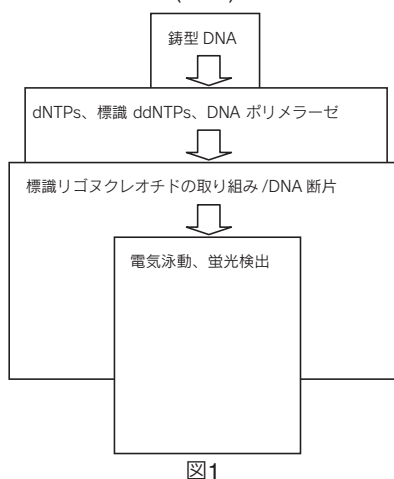 鋳型 DNA
dNTPs、標識 ddNTPs、DNA ポリメラーゼ
標識リゴヌクレオチドの取り組み /DNA 断片
電気泳動、蛍光検出
図1